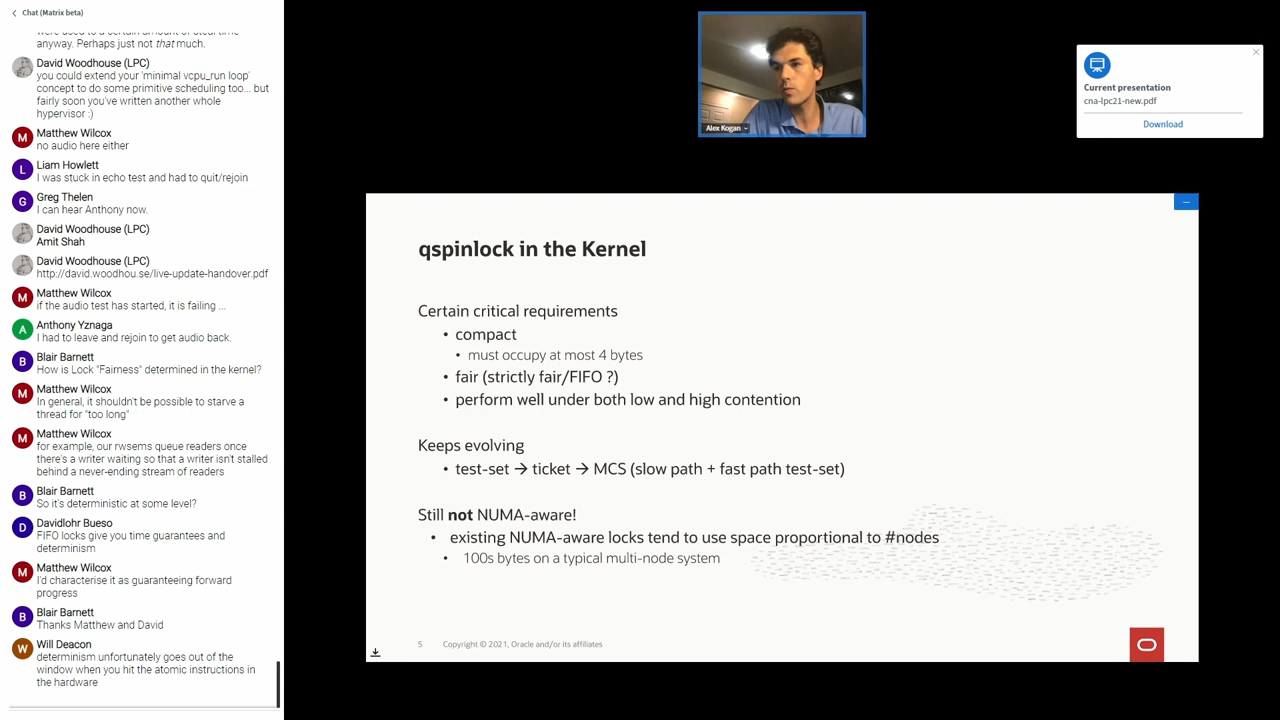 Chat (Matrix beta)
were used to a certain amount of steal time
anyway. Perhaps just not that much.
David Woodhouse (LPC)
you could extend your 'minimal vcpu_run loop'
concept to do some primitive scheduling too... but
fairly soon you've written another whole
hypervisor :)
M
Matthew Wilcox
no audio here either
L
Liam Howlett
I was stuck in echo test and had to quit/rejoin
G
Greg Thelen
I can hear Anthony now.
David Woodhouse (LPC)
Amit Shah
David Woodhouse (LPC)
http://david.woodhou.se/live-update-handover.pdf
M
Matthew Wilcox
if the audio test has started, it is failing ...
A
Anthony Yznaga
I had to leave and rejoin to get audio back.
B
Blair Barnett
How is Lock "Fairness" determined in the kernel?
M
Matthew Wilcox
In general, it shouldn't be possible to starve a
thread for "too long"
M
Matthew Wilcox
for example, our rwsems queue readers once
there's a writer waiting so that a writer isn't stalled
behind a never-ending stream of readers
B
Blair Barnett
So it's deterministic at some level?
D
Davidlohr Bueso
FIFO locks give you time guarantees and
determinism
M
Matthew Wilcox
I'd characterise it as guaranteeing forward
progress
B
Blair Barnett
Thanks Matthew and David
W
Will Deacon
determinism unfortunately goes out of the
window when you hit the atomic instructions in
the hardware
Alex Kogan
Current presentation
cna-lpc21-new.pdf
Download
qspinlock in the Kernel
Certain critical requirements
• compact
• must occupy at most 4 bytes
• fair (strictly fair/FIFO ?)
• perform well under both low and high contention
Keeps evolving
• test-set → ticket → MCS (slow path + fast path test-set)
Still not NUMA-aware!
• existing NUMA-aware locks tend to use space proportional to #nodes
• 100s bytes on a typical multi-node system
5 Copyright © 2021, Oracle and/or its affiliates